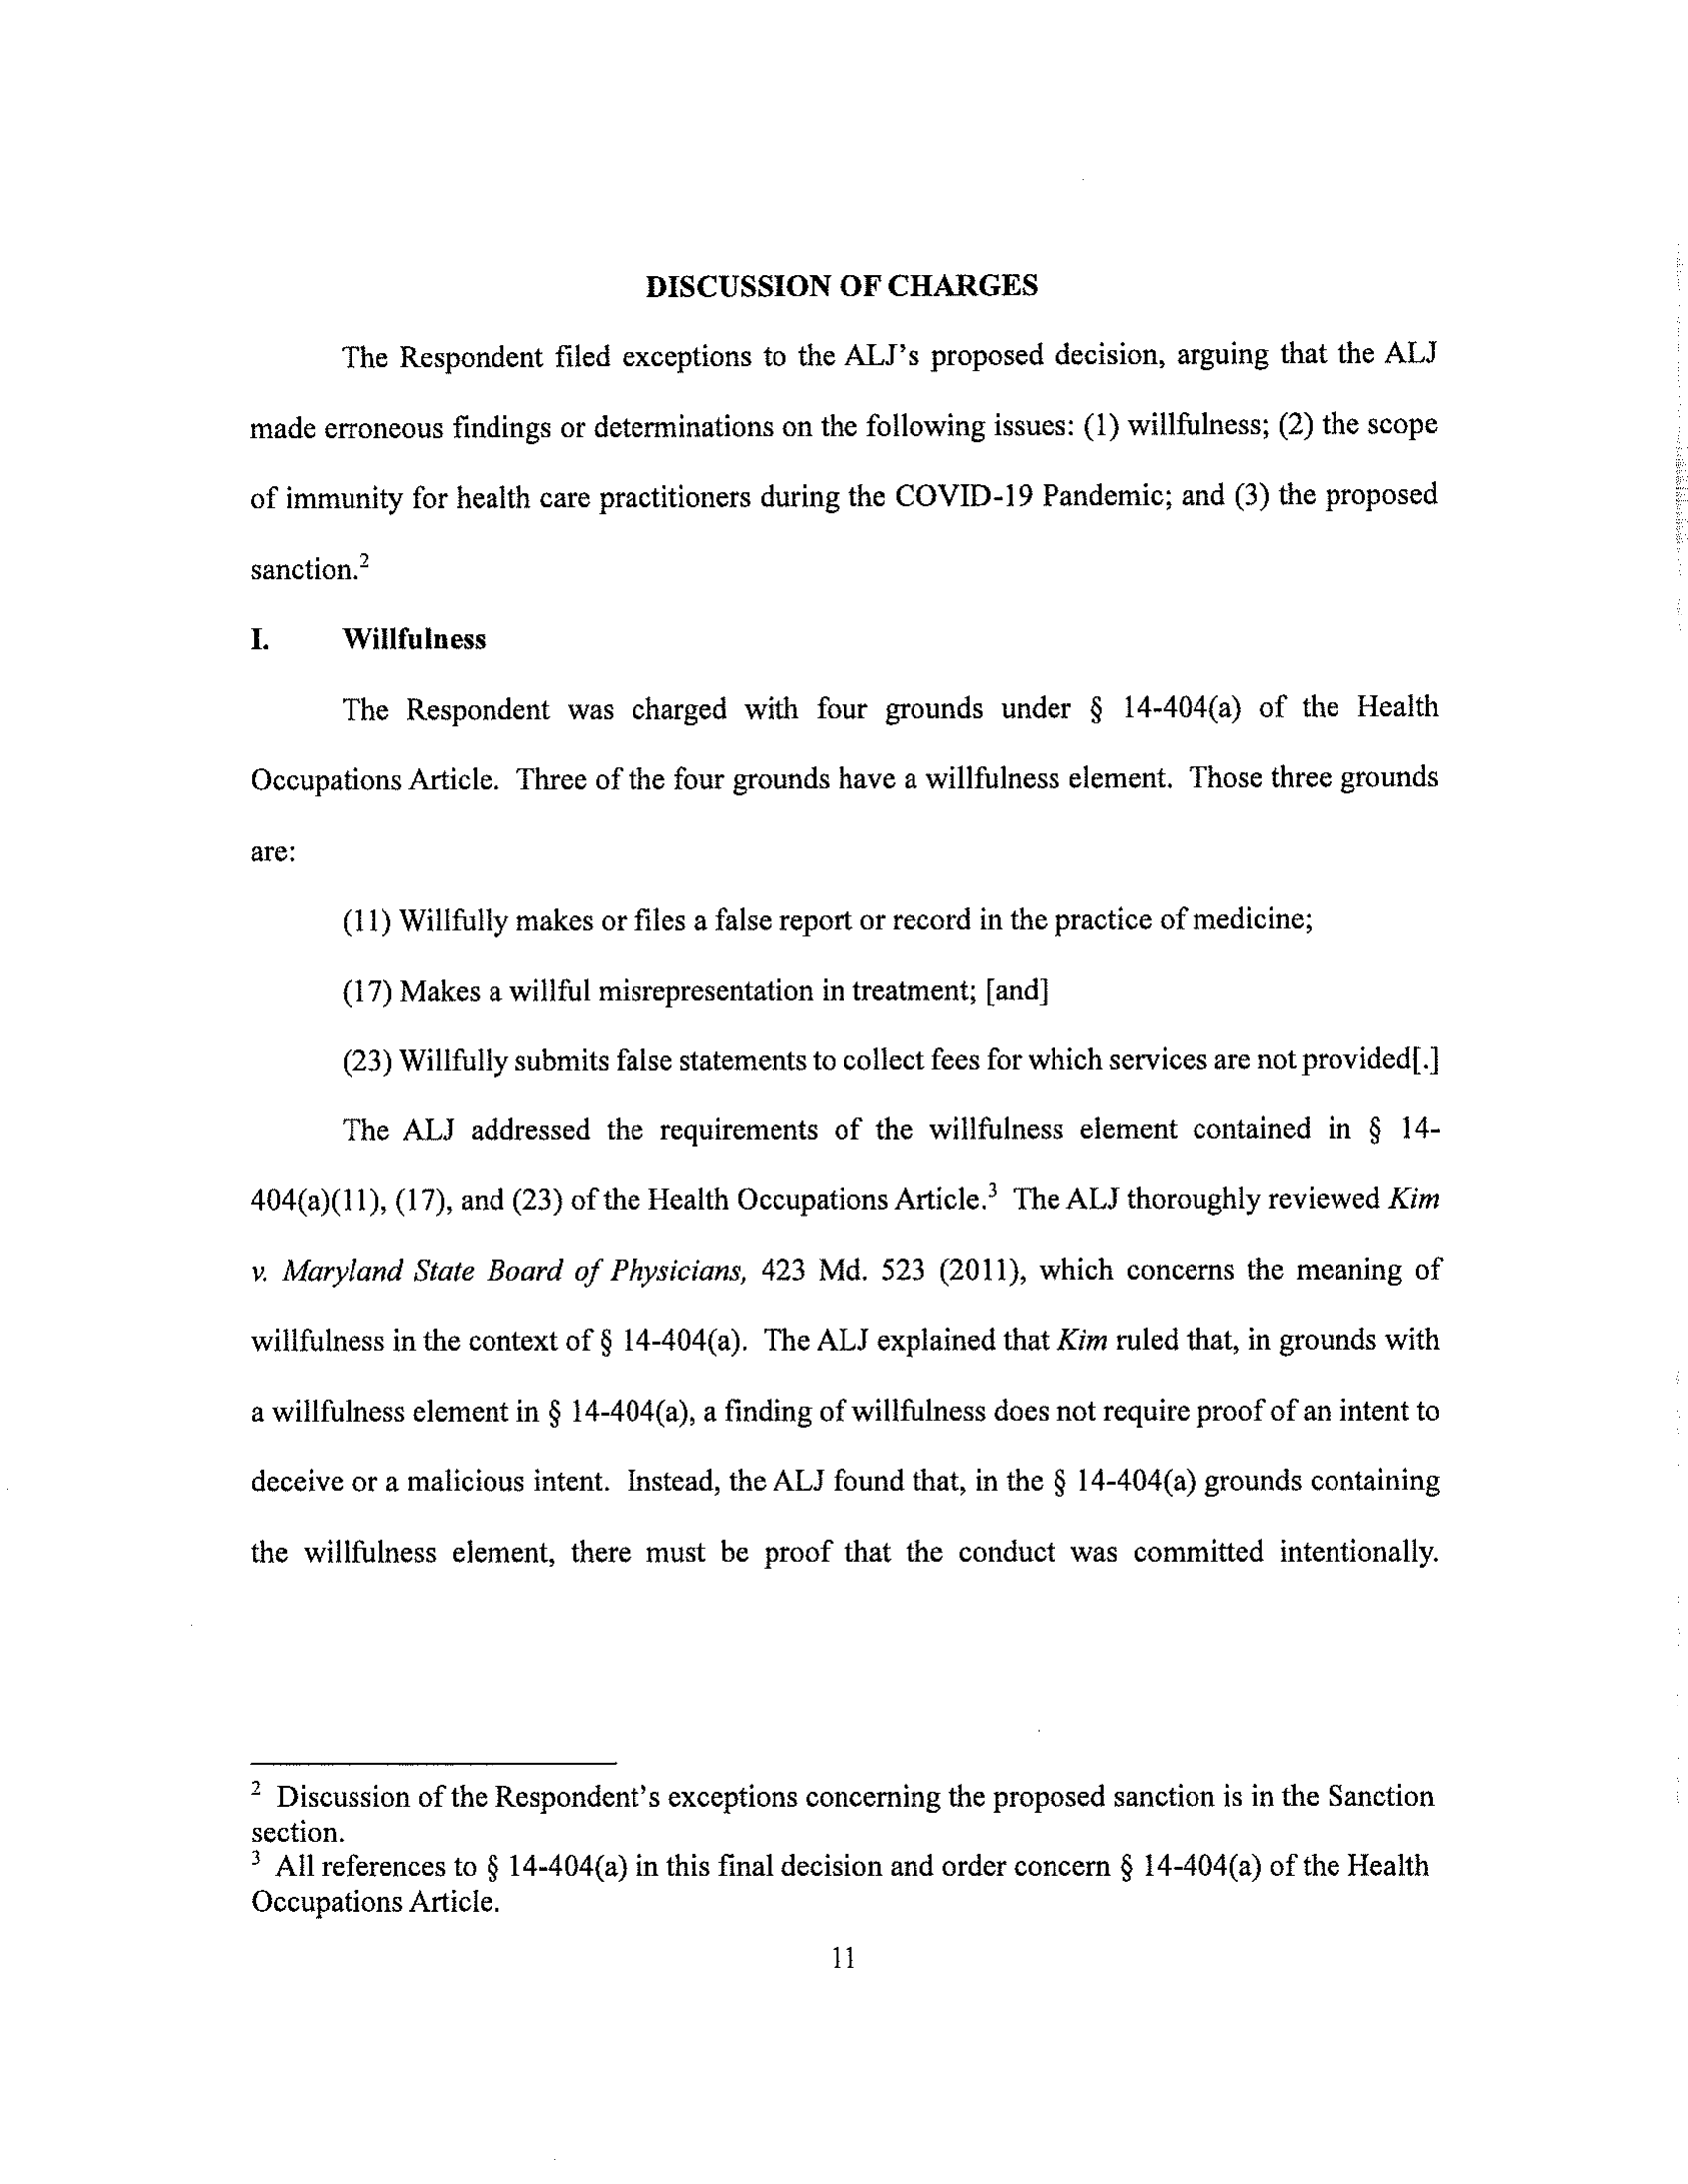 DISCUSSION OF CHARGES
The Respondent filed exceptions to the ALJ's proposed decision, arguing that the ALJ
made erroneous findings or determinations on the following issues: (1) willfulness; (2) the scope
of immunity for health care practitioners during the COVID-19 Pandemic; and (3) the proposed
sanction.²
I. Willfulness
The Respondent was charged with four grounds under § 14-404(a) of the Health
Occupations Article. Three of the four grounds have a willfulness element. Those three grounds
are:
(11) Willfully makes or files a false report or record in the practice of medicine;
(17) Makes a willful misrepresentation in treatment; [and]
(23) Willfully submits false statements to collect fees for which services are not provided[.]
The ALJ addressed the requirements of the willfulness element contained in § 14-
404(a)(11), (17), and (23) of the Health Occupations Article.³ The ALJ thoroughly reviewed Kim
v. Maryland State Board of Physicians, 423 Md. 523 (2011), which concerns the meaning of
willfulness in the context of § 14-404(a). The ALJ explained that Kim ruled that, in grounds with
a willfulness element in § 14-404(a), a finding of willfulness does not require proof of an intent to
deceive or a malicious intent. Instead, the ALJ found that, in the § 14-404(a) grounds containing
the willfulness element, there must be proof that the conduct was committed intentionally.
² Discussion of the Respondent's exceptions concerning the proposed sanction is in the Sanction
section.
³ All references to § 14-404(a) in this final decision and order concern § 14-404(a) of the Health
Occupations Article.
11